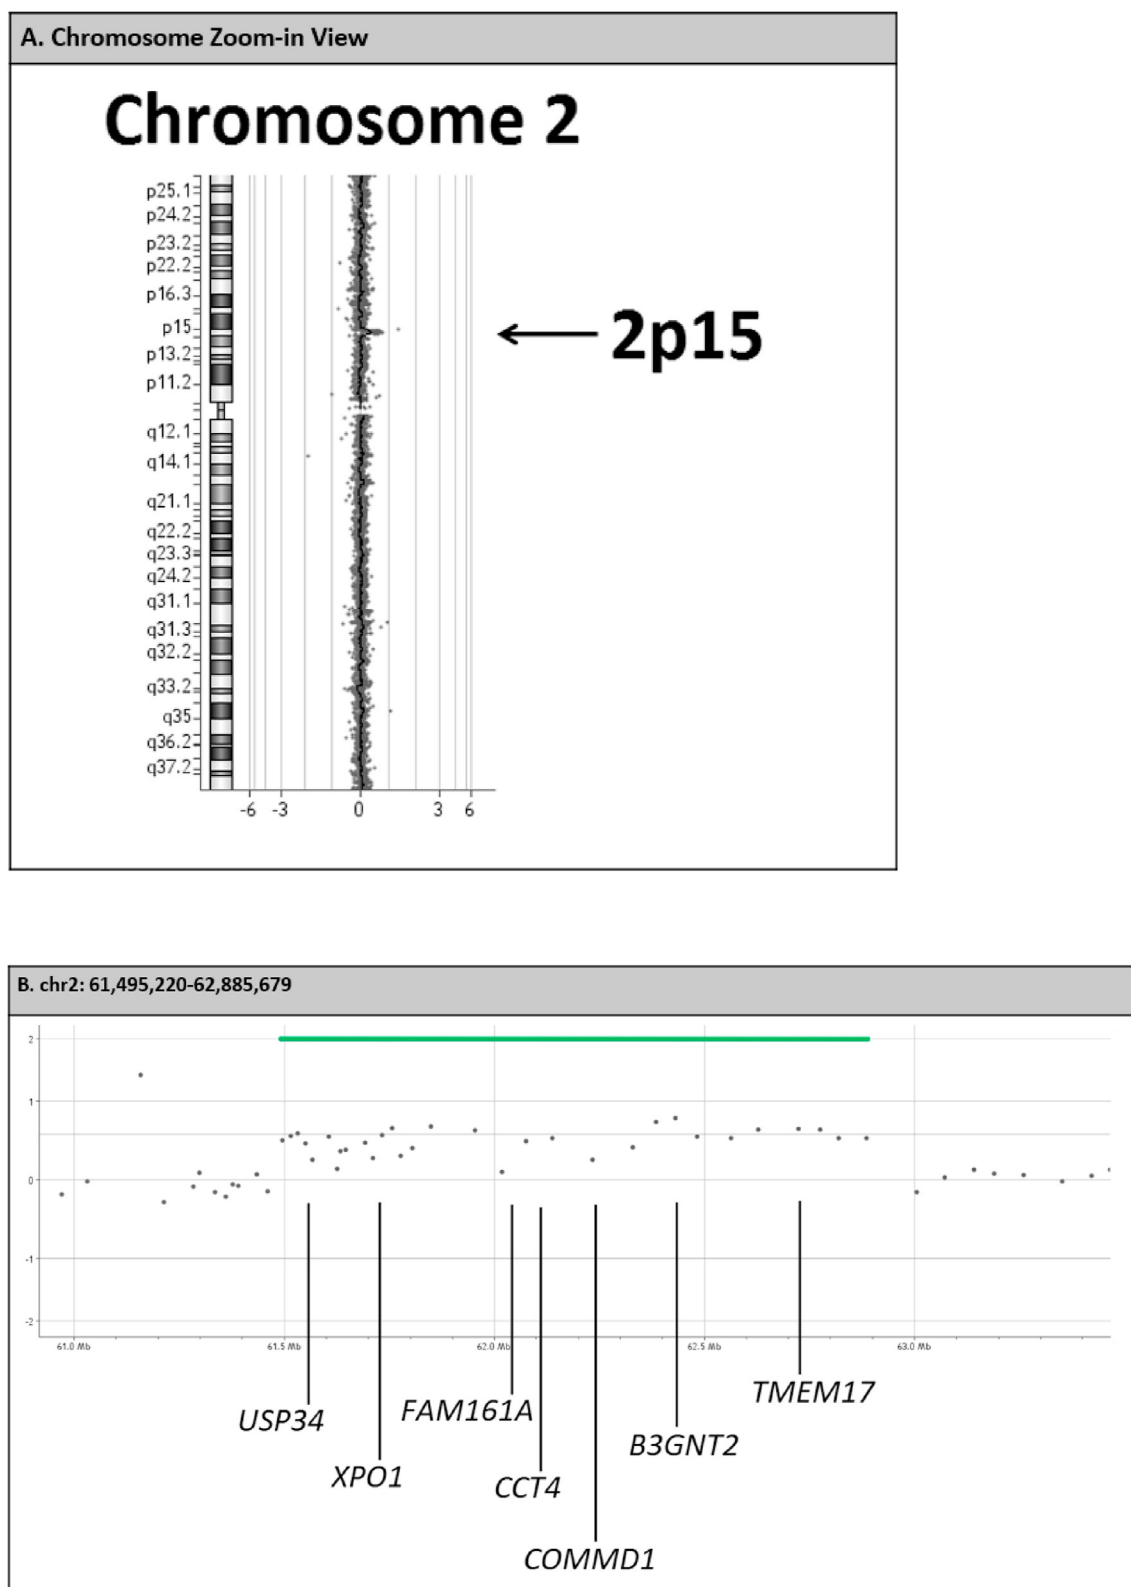 A. Chromosome Zoom-in View
Chromosome 2
p25.1
p24.2
p23.2
p22.2
p16.3
p15
2p15
p13.2
p11.2
q12.1
q14.1
q21.1
q22.2
q23.3
q24.2
q31.1
q31.3
q32.2
q33.2
q35
q36.2
q37.2
-6 -3 0 3 6
B. chr2: 61,495,220-62,885,679
2
1
0
-1
-2
61.0 Mb 61.5 Mb 62.0 Mb 62.5 Mb 63.0 Mb
USP34
XPO1
FAM161A
CCT4
COMMD1
B3GNT2
TMEM17